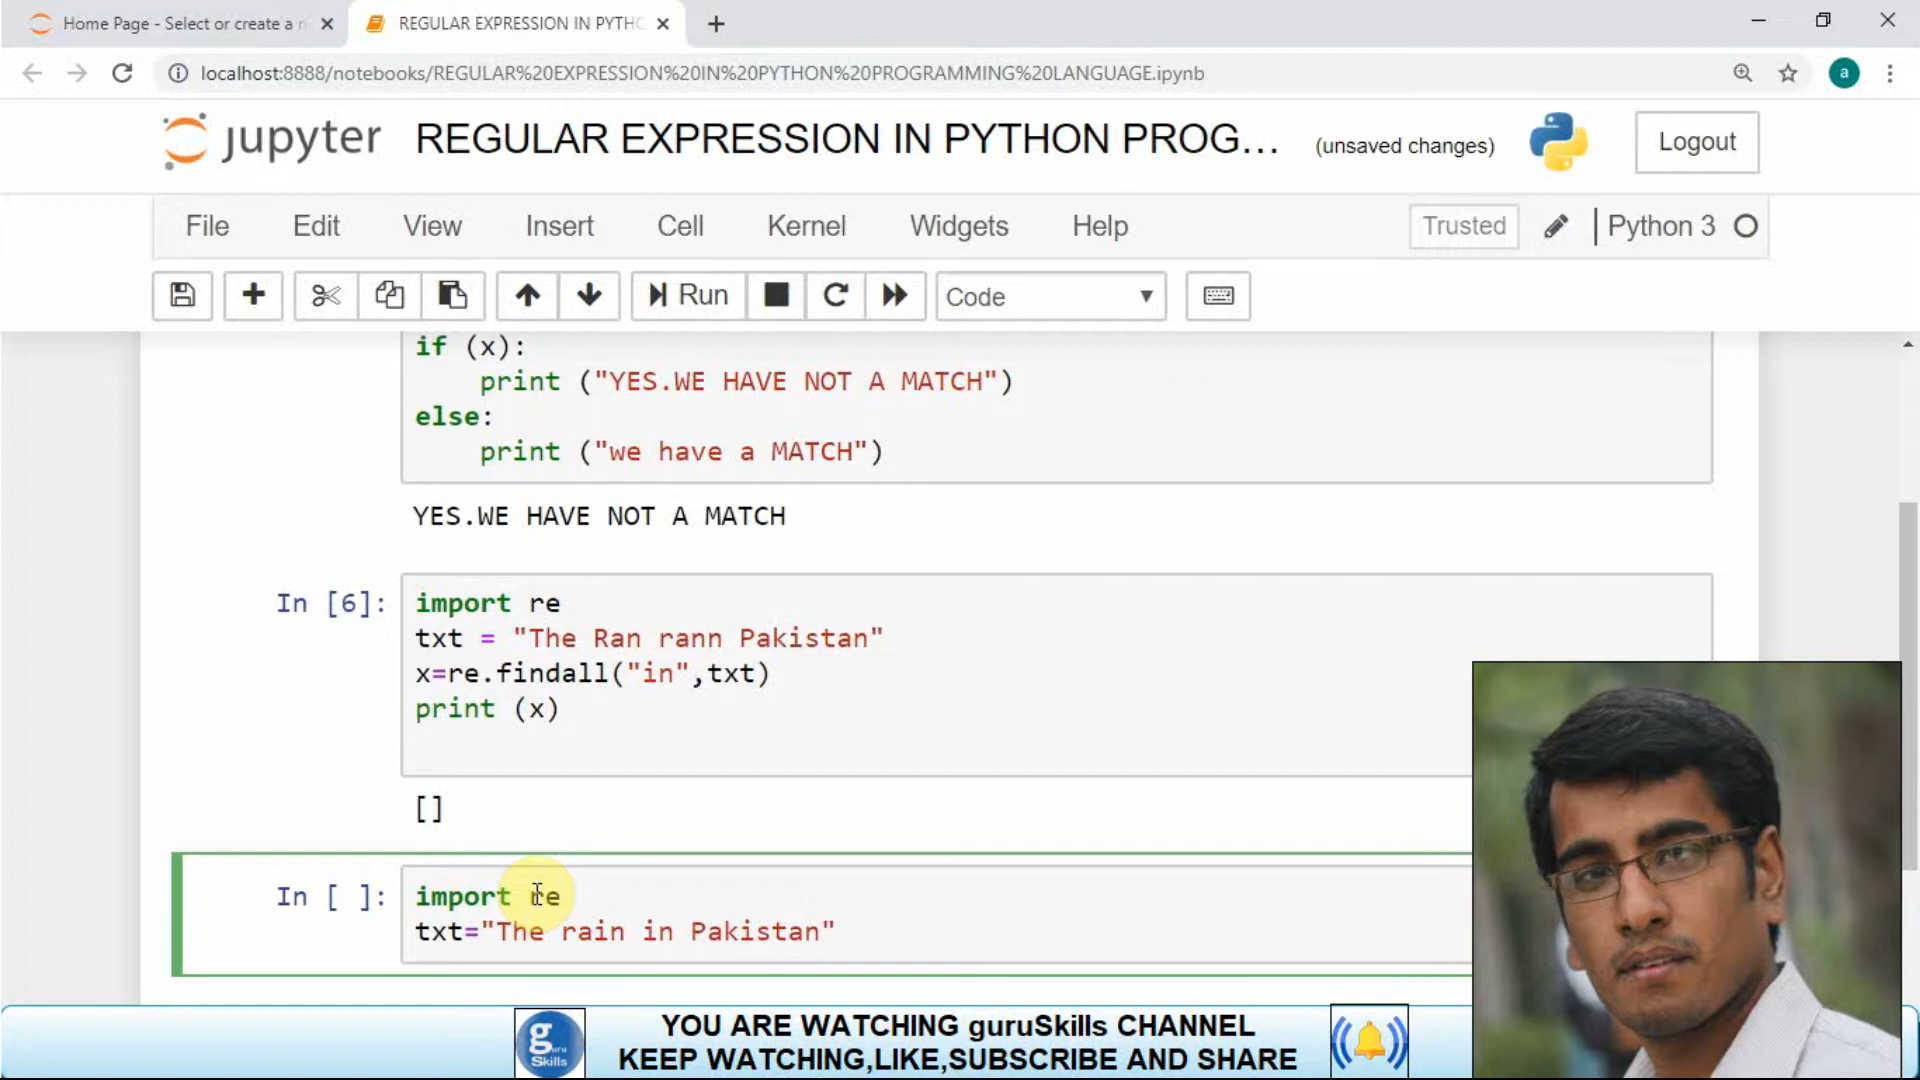 Home Page - Select or create a n
REGULAR EXPRESSION IN PYTHO
localhost:8888/notebooks/REGULAR%20EXPRESSION%20IN%20PYTHON%20PROGRAMMING%20LANGUAGE.ipynb
a
jupyter
REGULAR EXPRESSION IN PYTHON PROG...
(unsaved changes)
Logout
File Edit View Insert Cell Kernel Widgets Help
Trusted
Python 3
Run
Code
if (x):
    print ("YES.WE HAVE NOT A MATCH")
else:
    print ("we have a MATCH")
YES.WE HAVE NOT A MATCH
In [6]:
import re
txt = "The Ran rann Pakistan"
x=re.findall("in",txt)
print (x)
[]
In [ ]:
import re
txt="The rain in Pakistan"
guru Skills
YOU ARE WATCHING guruSkills CHANNEL
KEEP WATCHING,LIKE,SUBSCRIBE AND SHARE